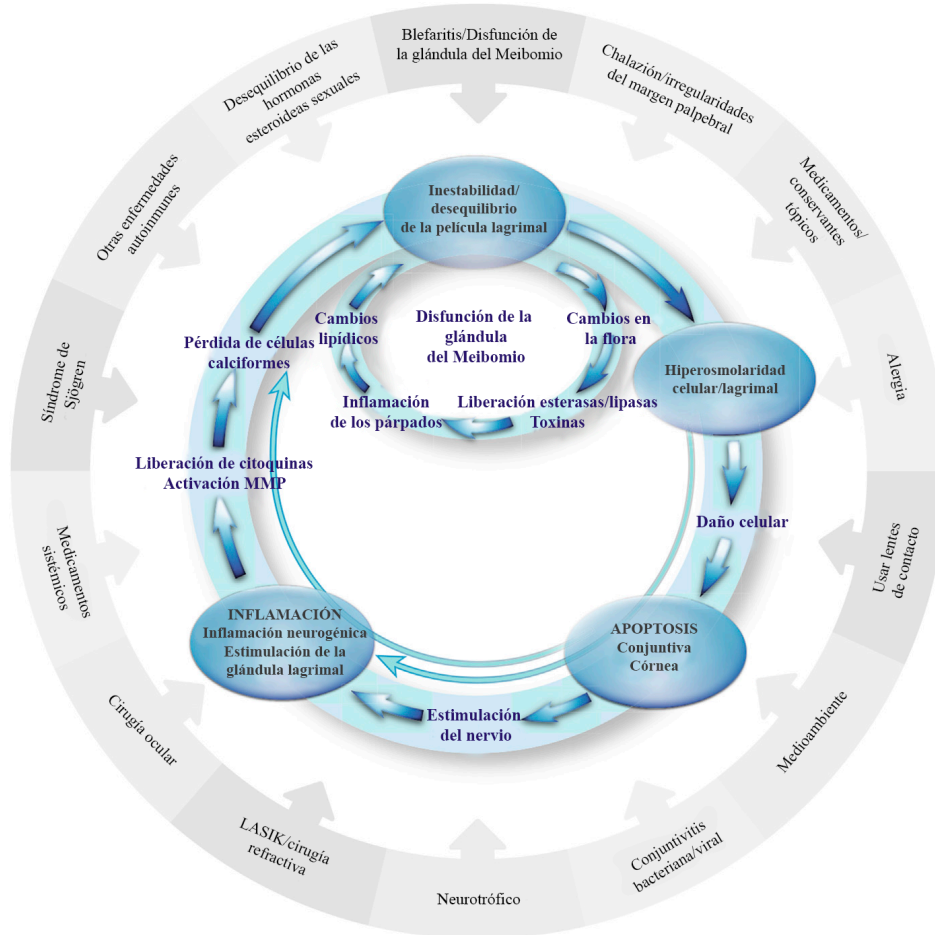 Blefaritis/Disfunción de
la glándula del Meibomio
Chalazión/irregularidades
del margen palpebral
Medicamentos/
conservantes
tópicos
Alergia
Usar lentes
de contacto
Medioambiente
Conjuntivitis
bacteriana/viral
Neurotrófico
LASIK/cirugía
refractiva
Cirugía ocular
Medicamentos
sistémicos
Síndrome de
Sjögren
Otras enfermedades
autoinmunes
Desequilibrio de las
hormonas
esteroideas sexuales
Inestabilidad/
desequilibrio
de la película lagrimal
Hiperosmolaridad
celular/lagrimal
Daño celular
APOPTOSIS
Conjuntiva
Córnea
Estimulación
del nervio
INFLAMACIÓN
Inflamación neurogénica
Estimulación de la
glándula lagrimal
Liberación de citoquinas
Activación MMP
Pérdida de células
calciformes
Disfunción de la
glándula
del Meibomio
Cambios en
la flora
Liberación esterasas/lipasas
Toxinas
Inflamación
de los párpados
Cambios
lipídicos